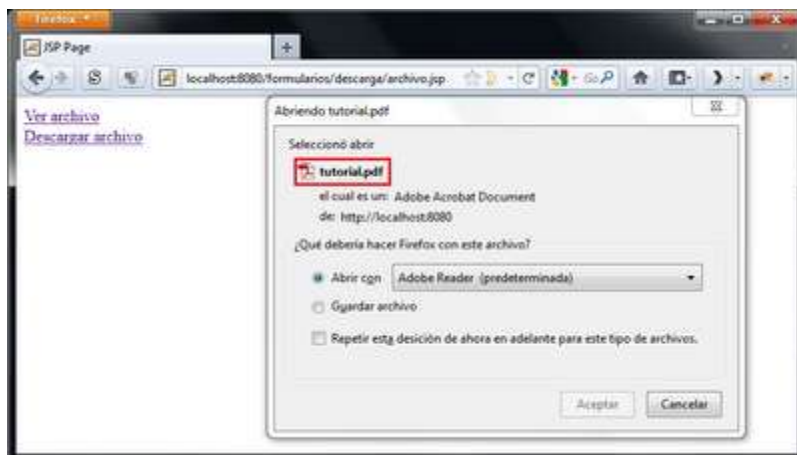 Firefox
JSP Page
localhost:8080/formularios/descarga/archivo.jsp
Ver archivo
Descargar archivo
Abriendo tutorial.pdf
Seleccionó abrir
tutorial.pdf
el cual es un: Adobe Acrobat Document
de: http://localhost:8080
¿Qué debería hacer Firefox con este archivo?
Abrir con Adobe Reader (predeterminada)
Guardar archivo
Repetir esta desición de ahora en adelante para este tipo de archivos.
Aceptar Cancelar